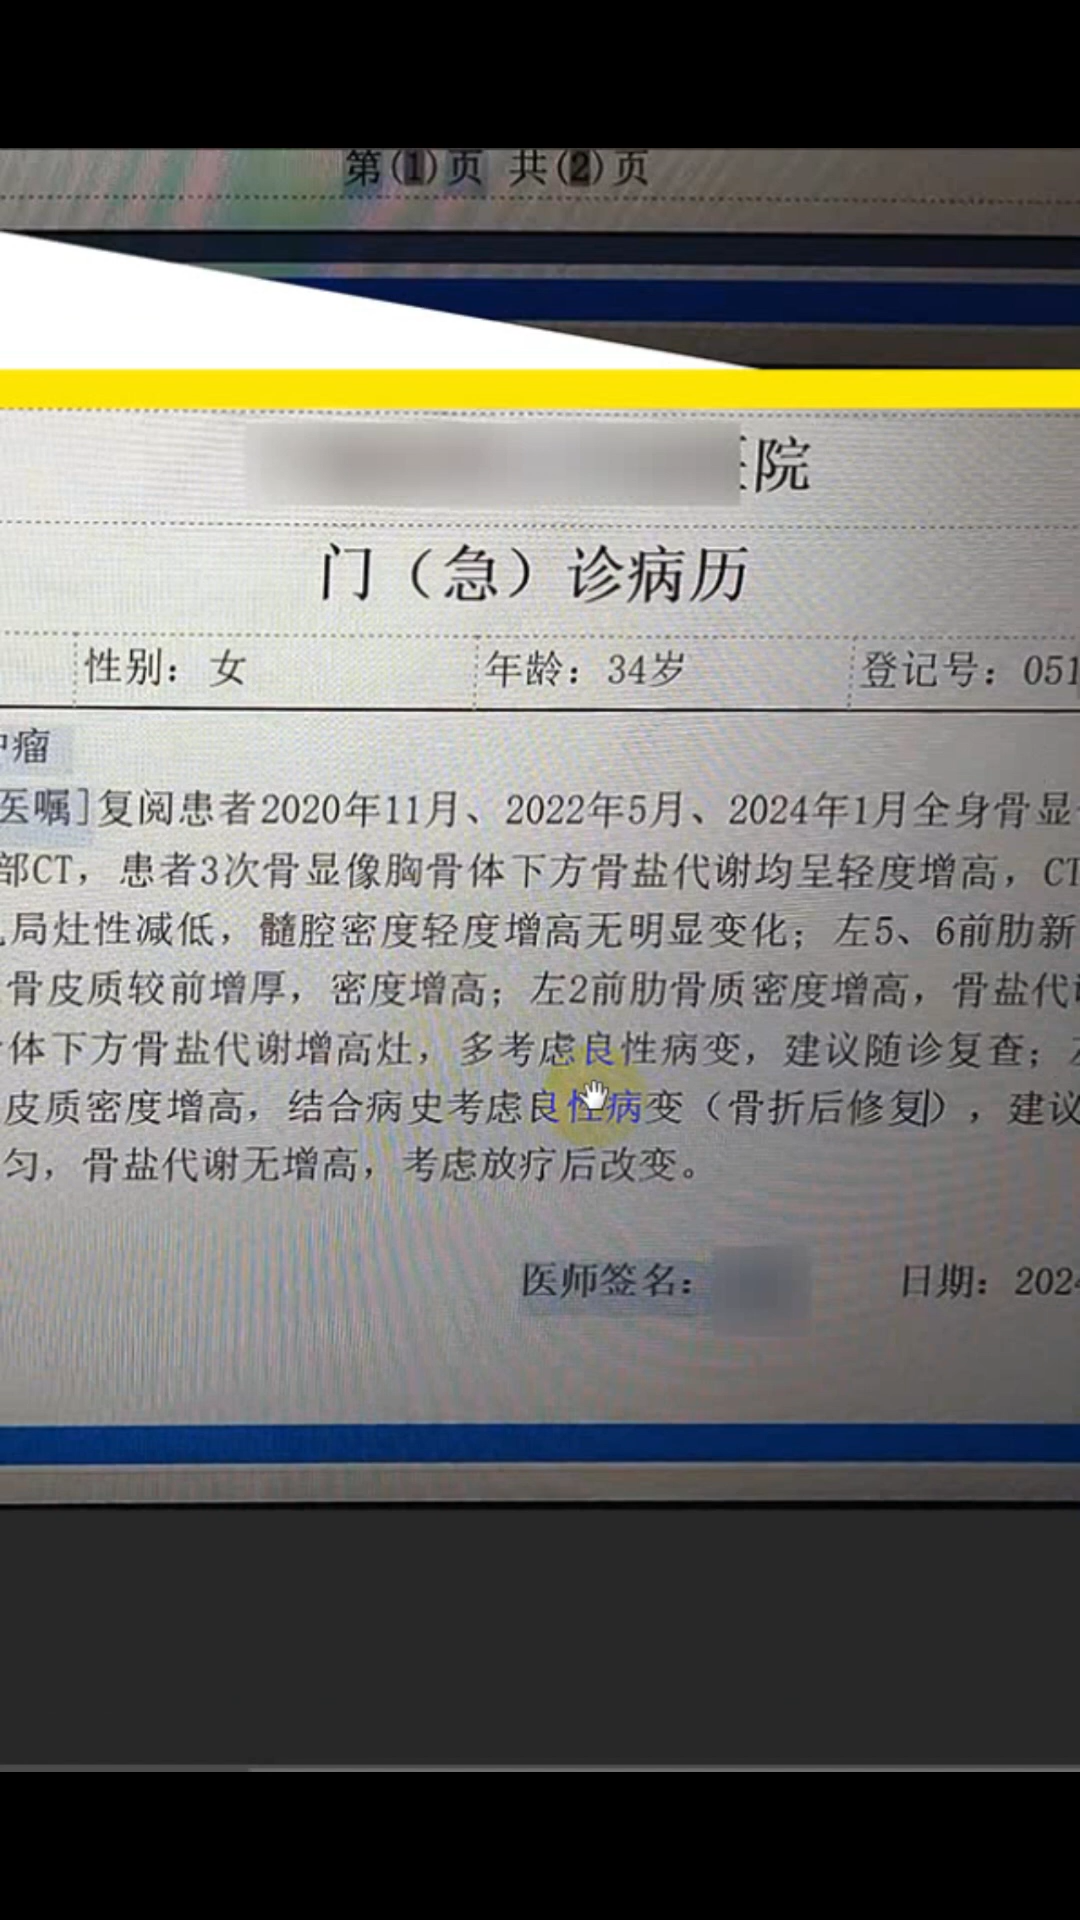 第(1)页 共(2)页
院
门（急）诊病历
性别：女 年龄：34岁 登记号：051
瘤
医嘱]复阅患者2020年11月、2022年5月、2024年1月全身骨显
部CT，患者3次骨显像胸骨体下方骨盐代谢均呈轻度增高，CT
局灶性减低，髓腔密度轻度增高无明显变化；左5、6前肋新
骨皮质较前增厚，密度增高；左2前肋骨质密度增高，骨盐代
体下方骨盐代谢增高灶，多考虑良性病变，建议随诊复查；
皮质密度增高，结合病史考虑良性病变（骨折后修复），建议
匀，骨盐代谢无增高，考虑放疗后改变。
医师签名： 日期：2024